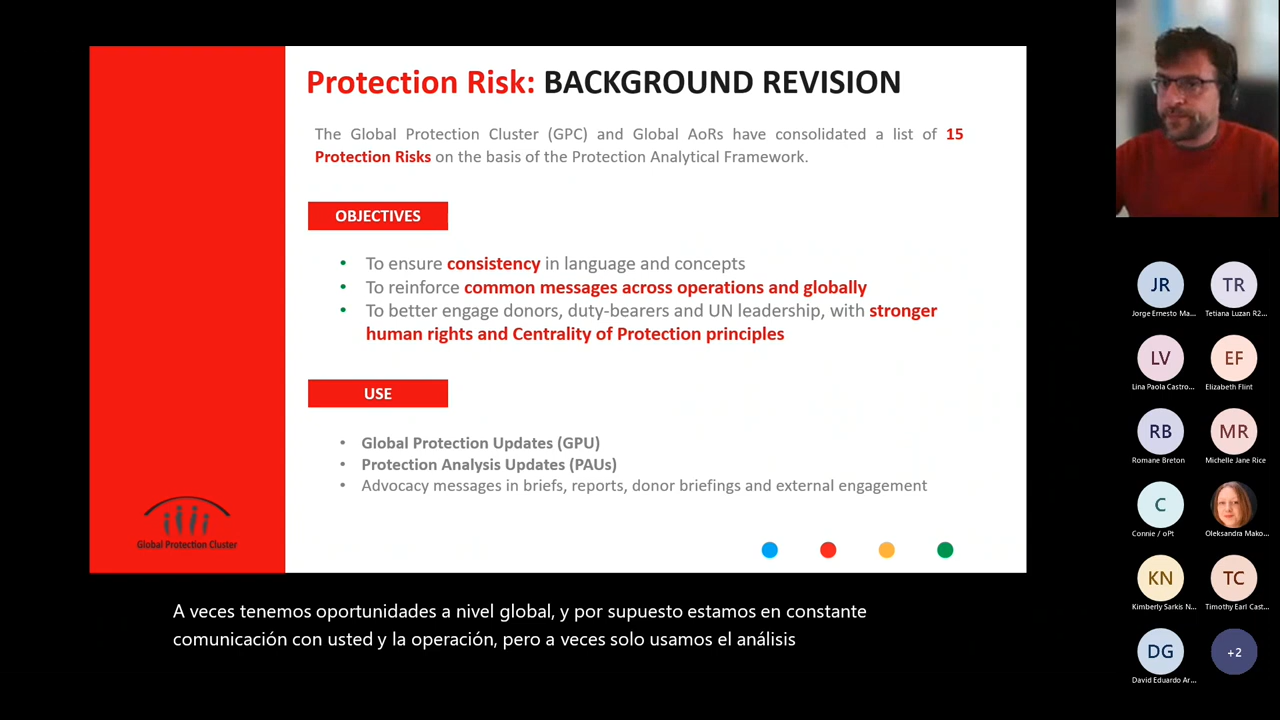 Protection Risk: BACKGROUND REVISION
The Global Protection Cluster (GPC) and Global AoRs have consolidated a list of 15
Protection Risks on the basis of the Protection Analytical Framework.
OBJECTIVES
• To ensure consistency in language and concepts
• To reinforce common messages across operations and globally
• To better engage donors, duty-bearers and UN leadership, with stronger
human rights and Centrality of Protection principles
USE
• Global Protection Updates (GPU)
• Protection Analysis Updates (PAUs)
• Advocacy messages in briefs, reports, donor briefings and external engagement
Global Protection Cluster
A veces tenemos oportunidades a nivel global, y por supuesto estamos en constante
comunicación con usted y la operación, pero a veces solo usamos el análisis
JR TR
Jorge Ernesto Ma... Tetiana Luzan R2...
LV EF
Lina Paola Castro... Elizabeth Flint
RB MR
Romane Breton Michelle Jane Rice
C
Connie / oPt Oleksandra Mako...
KN TC
Kimberly Sarkis N... Timothy Earl Cast...
DG +2
David Eduardo Ar...